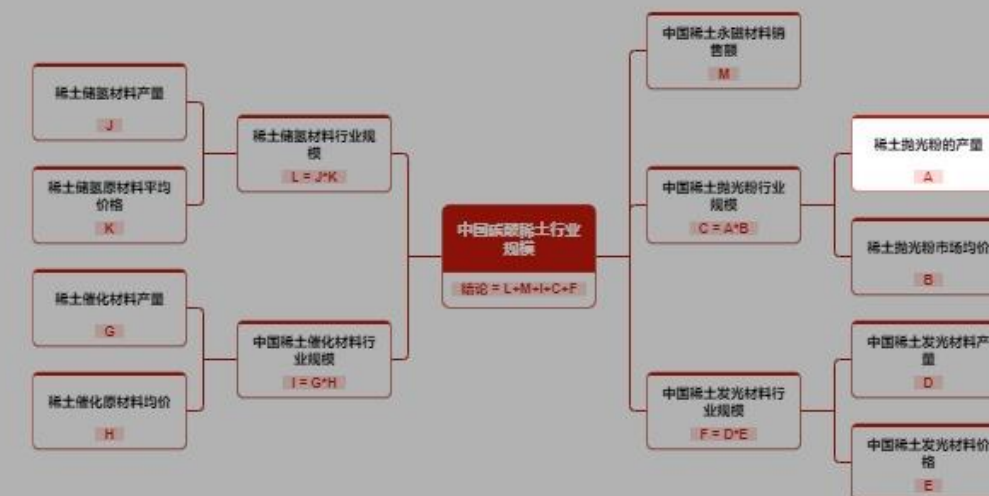 稀土储氢材料产量
J
稀土储氢原材料平均
价格
K
稀土储氢材料行业规
模
L = J*K
稀土催化材料产量
G
稀土催化原材料均价
H
中国稀土催化材料行
业规模
I = G*H
中国碳酸稀土行业
规模
结论 = L+M+I+C+F
中国稀土永磁材料销
售额
M
中国稀土抛光粉行业
规模
C = A*B
稀土抛光粉的产量
A
稀土抛光粉市场均价
B
中国稀土发光材料行
业规模
F = D*E
中国稀土发光材料产
量
D
中国稀土发光材料价
格
E